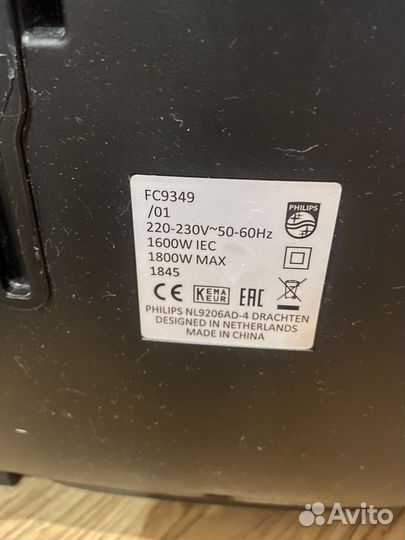 FC9349
/01
220-230V~50-60Hz
1600W IEC
1800W MAX
1845
PHILIPS
CE KEMA KEUR EAC
PHILIPS NL9206AD-4 DRACHTEN
DESIGNED IN NETHERLANDS
MADE IN CHINA
Avito